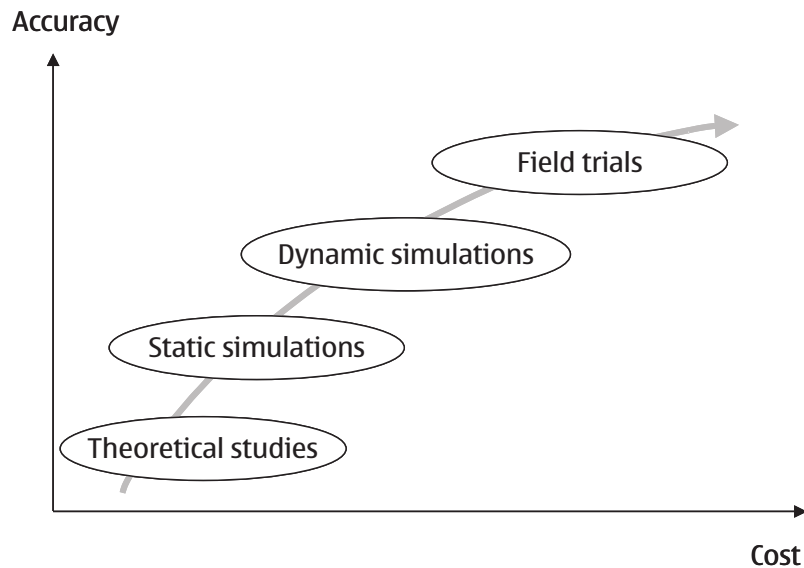 Accuracy
Field trials
Dynamic simulations
Static simulations
Theoretical studies
Cost